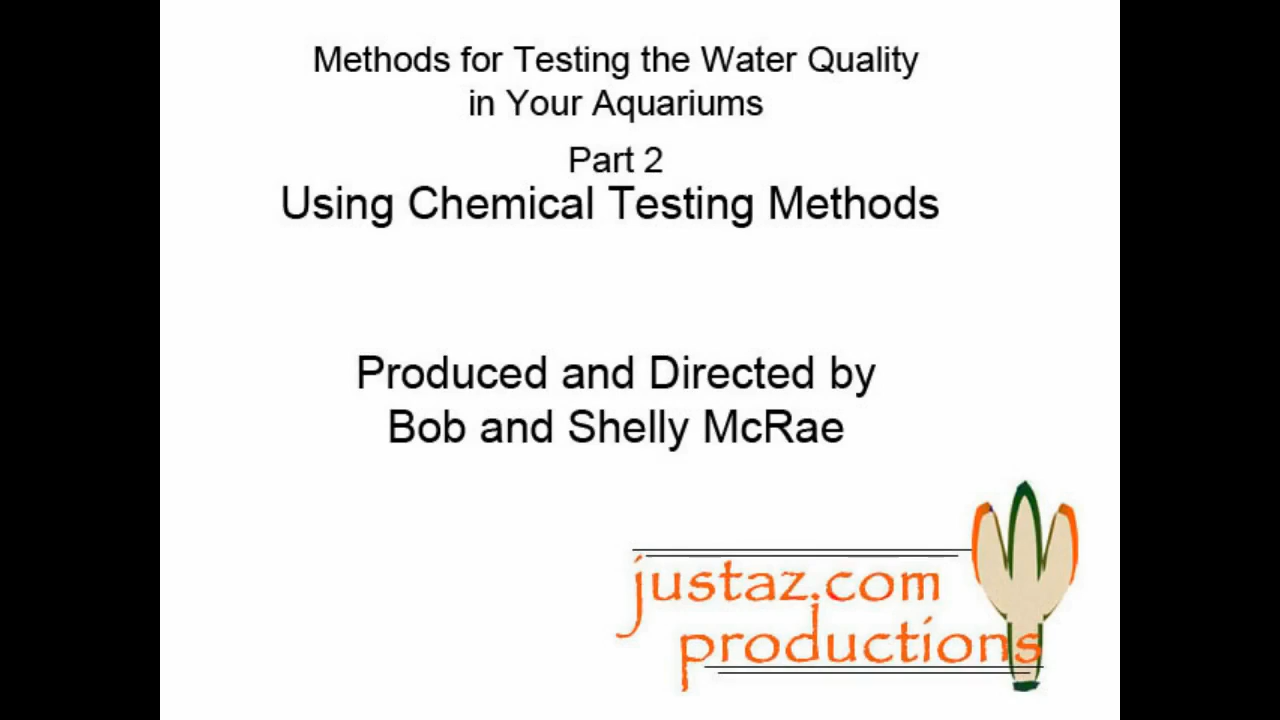 Methods for Testing the Water Quality
in Your Aquariums
Part 2
Using Chemical Testing Methods
Produced and Directed by
Bob and Shelly McRae
justaz.com
productions